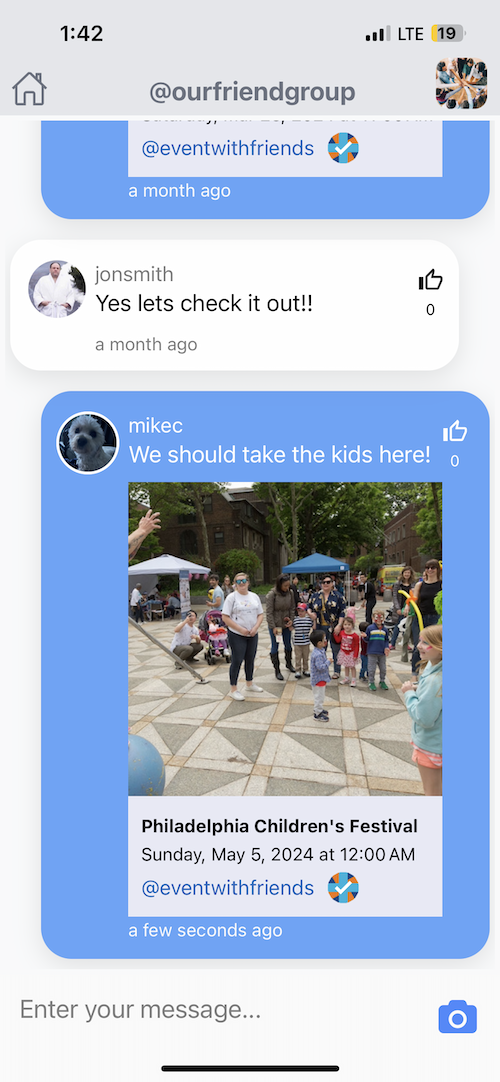 1:42
LTE 19
@ourfriendgroup
@eventwithfriends
a month ago
jonsmith
Yes lets check it out!!
0
a month ago
mikec
We should take the kids here!
0
Philadelphia Children's Festival
Sunday, May 5, 2024 at 12:00 AM
@eventwithfriends
a few seconds ago
Enter your message...